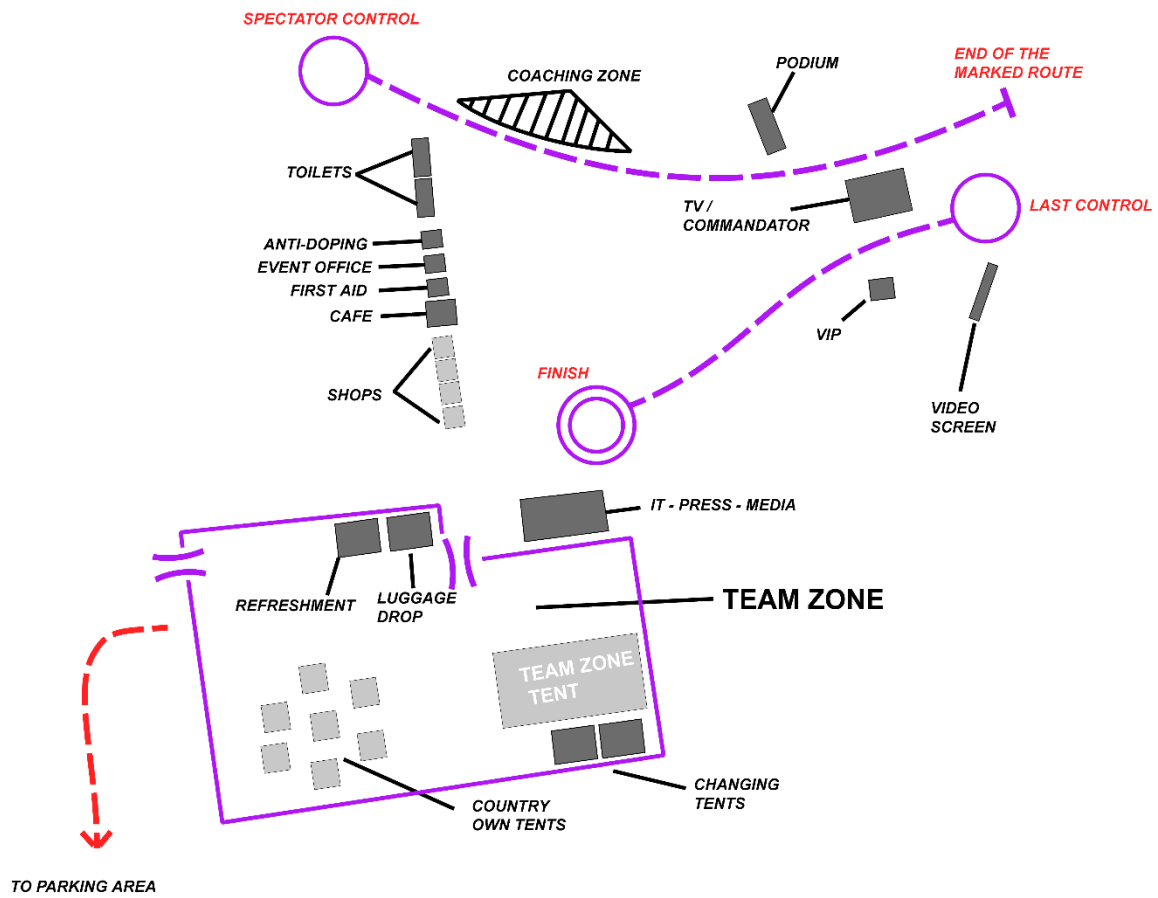 SPECTATOR CONTROL
COACHING ZONE
PODIUM
END OF THE
MARKED ROUTE
TOILETS
TV /
COMMANDATOR
LAST CONTROL
ANTI-DOPING
EVENT OFFICE
FIRST AID
CAFE
VIP
SHOPS
FINISH
VIDEO
SCREEN
IT - PRESS - MEDIA
REFRESHMENT
LUGGAGE
DROP
TEAM ZONE
TEAM ZONE
TENT
CHANGING
TENTS
COUNTRY
OWN TENTS
TO PARKING AREA